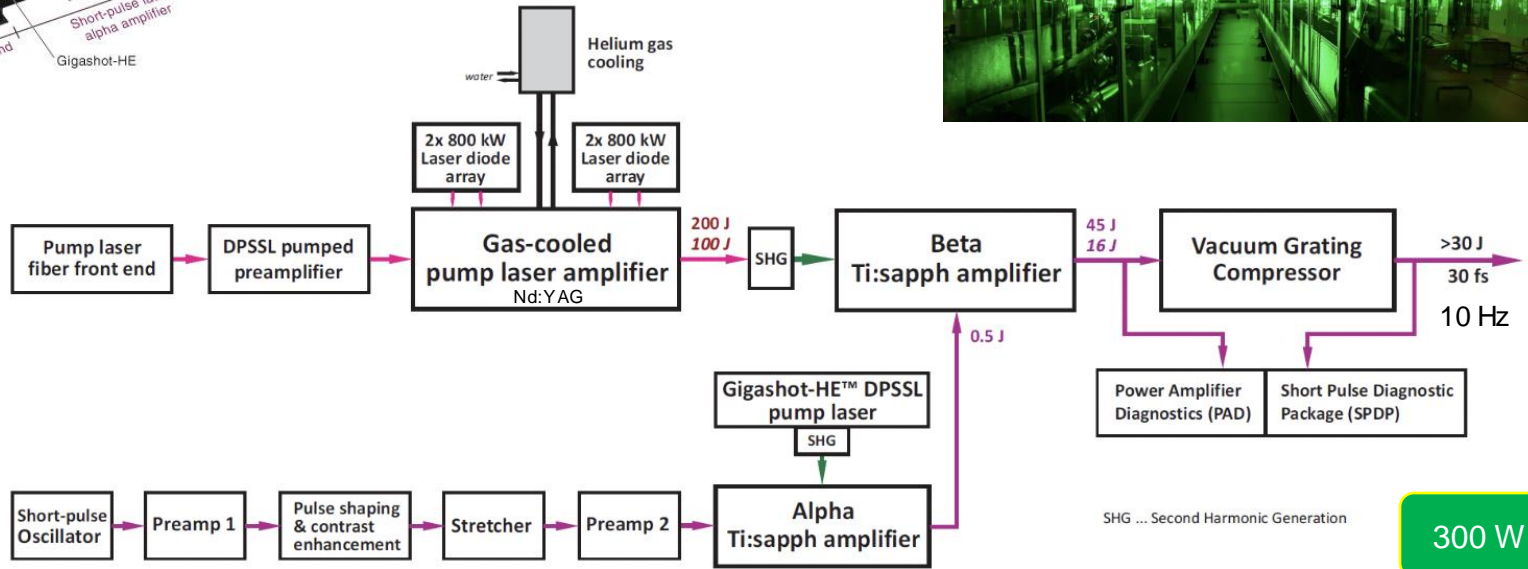 Short-pulse
alpha amplifier
Gigashot-HE
Helium gas
cooling
water
2x 800 kW
Laser diode
array
2x 800 kW
Laser diode
array
Pump laser
fiber front end
DPSSL pumped
preamplifier
Gas-cooled
pump laser amplifier
Nd:YAG
200 J
100 J
SHG
Beta
Ti:sapph amplifier
45 J
16 J
Vacuum Grating
Compressor
>30 J
30 fs
10 Hz
0.5 J
Power Amplifier
Diagnostics (PAD)
Short Pulse Diagnostic
Package (SPDP)
Gigashot-HE™ DPSSL
pump laser
SHG
Short-pulse
Oscillator
Preamp 1
Pulse shaping
& contrast
enhancement
Stretcher
Preamp 2
Alpha
Ti:sapph amplifier
SHG ... Second Harmonic Generation
300 W